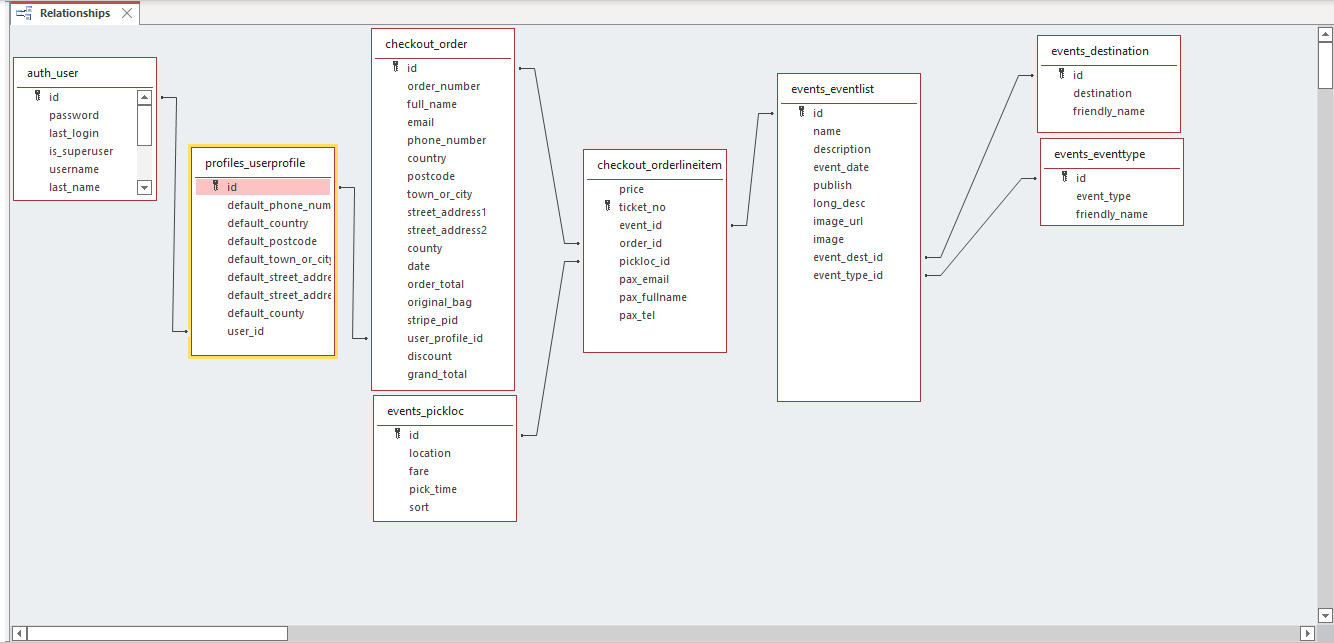 Relationships
auth_user
id
password
last_login
is_superuser
username
last_name
profiles_userprofile
id
default_phone_num
default_country
default_postcode
default_town_or_city
default_street_addre
default_street_addre
default_county
user_id
checkout_order
id
order_number
full_name
email
phone_number
country
postcode
town_or_city
street_address1
street_address2
county
date
order_total
original_bag
stripe_pid
user_profile_id
discount
grand_total
events_pickloc
id
location
fare
pick_time
sort
checkout_orderlineitem
price
ticket_no
event_id
order_id
pickloc_id
pax_email
pax_fullname
pax_tel
events_eventlist
id
name
description
event_date
publish
long_desc
image_url
image
event_dest_id
event_type_id
events_destination
id
destination
friendly_name
events_eventtype
id
event_type
friendly_name